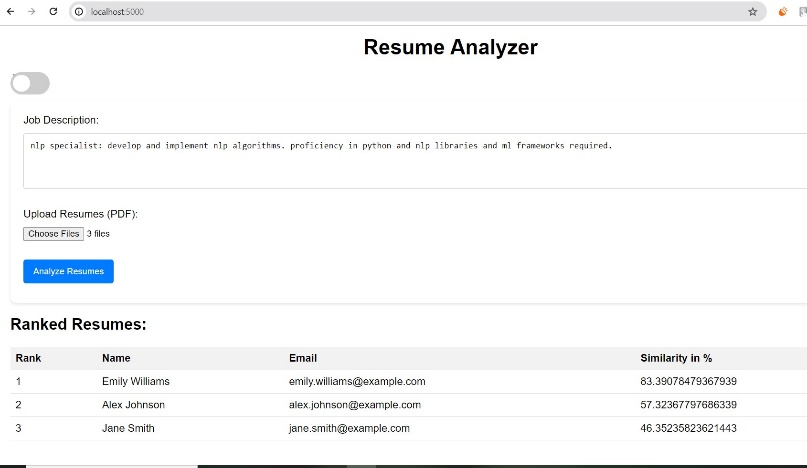 localhost:5000
Resume Analyzer
Job Description:
nlp specialist: develop and implement nlp algorithms. proficiency in python and nlp libraries and ml frameworks required.
Upload Resumes (PDF):
Choose Files 3 files
Analyze Resumes
Ranked Resumes:
Rank Name Email Similarity in %
1 Emily Williams emily.williams@example.com 83.39078479367939
2 Alex Johnson alex.johnson@example.com 57.32367797686339
3 Jane Smith jane.smith@example.com 46.35235823621443